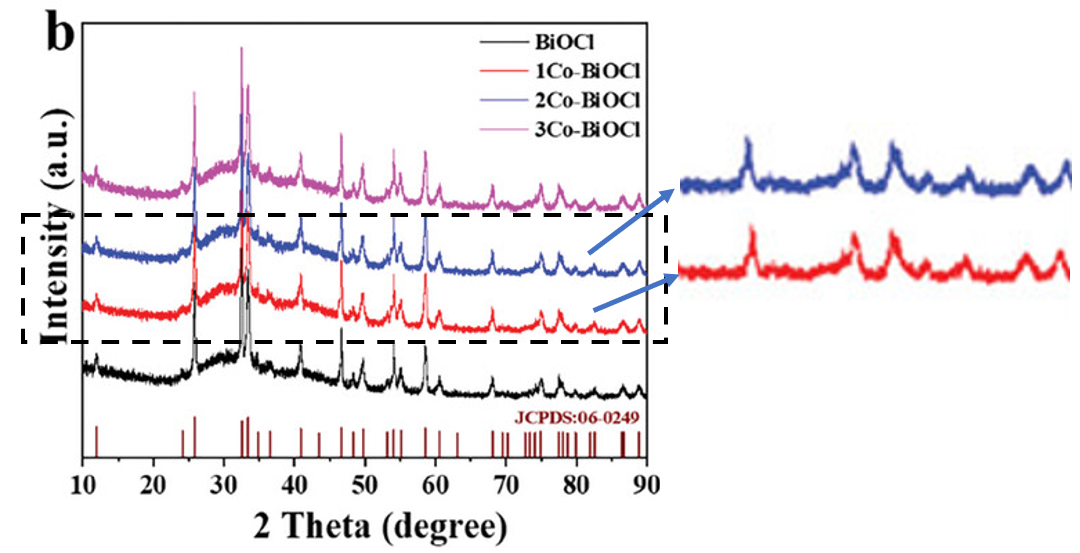 b
BiOCl
1Co-BiOCl
2Co-BiOCl
3Co-BiOCl
Intensity (a.u.)
JCPDS:06-0249
10 20 30 40 50 60 70 80 90
2 Theta (degree)